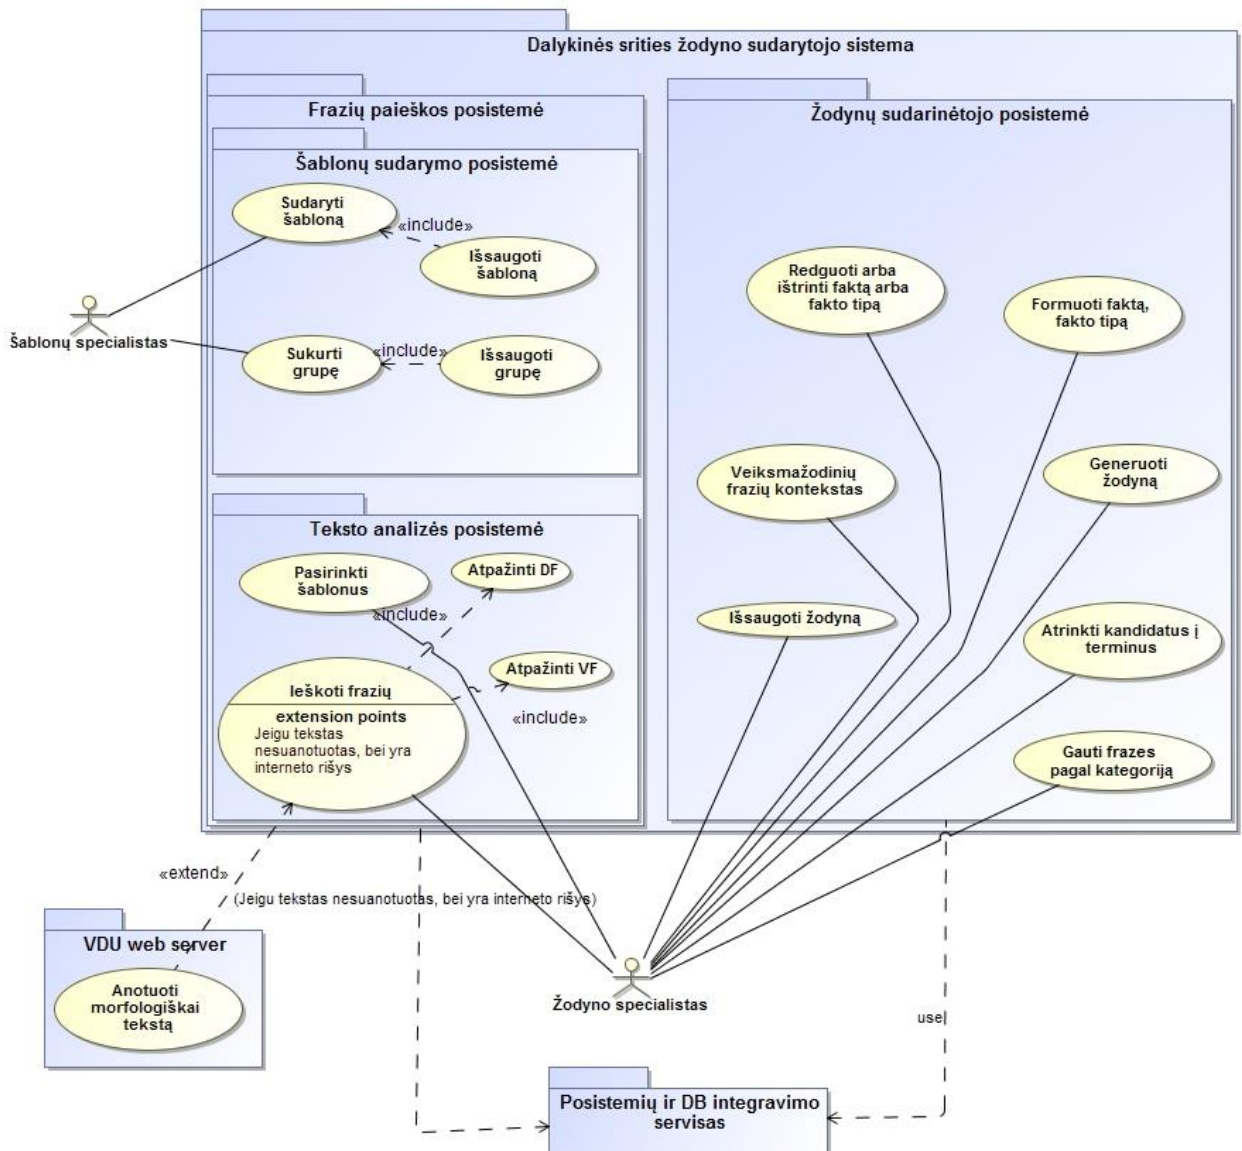 Dalykinės srities žodyno sudarytojo sistema
Frazių paieškos posistemė
Šablonų sudarymo posistemė
Sudaryti
šabloną
«include»
Išsaugoti
šabloną
Sukurti
grupę
«include»
Išsaugoti
grupę
Šablonų specialistas
Teksto analizės posistemė
Pasirinkti
šablonus
Atpažinti DF
«include»
Atpažinti VF
«include»
Ieškoti frazių
extension points
Jeigu tekstas
nesuanotuotas, bei yra
interneto rišys
Žodynų sudarinėtojo posistemė
Redguoti arba
ištrinti faktą arba
fakto tipą
Formuoti faktą,
fakto tipą
Veiksmažodinių
frazių kontekstas
Generuoti
žodyną
Išsaugoti žodyną
Atrinkti kandidatus į
terminus
Gauti frazes
pagal kategoriją
«extend»
(Jeigu tekstas nesuanotuotas, bei yra interneto rišys)
VDU web server
Anotuoti
morfologiškai
tekstą
Žodyno specialistas
use
Posistemių ir DB integravimo
servisas